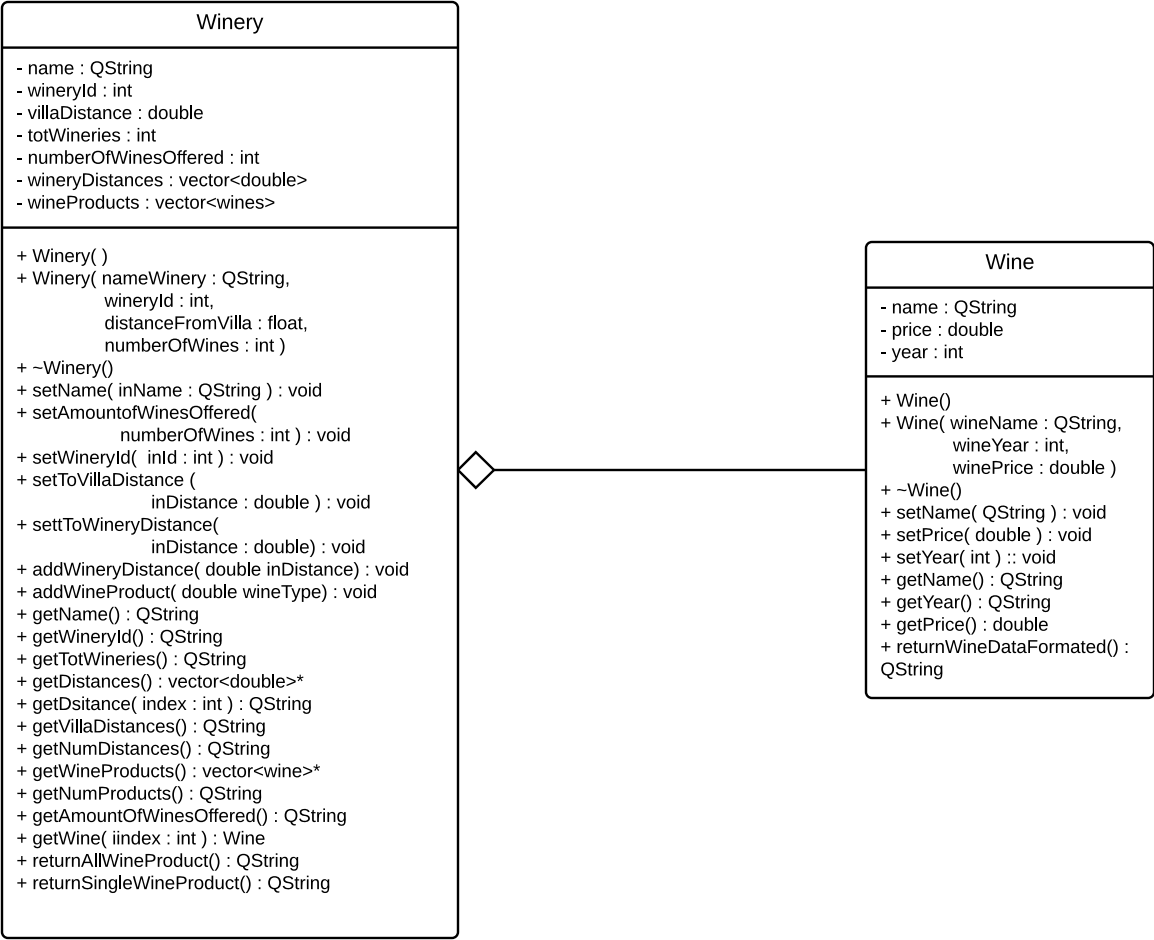 Winery
- name : QString
- wineryId : int
- villaDistance : double
- totWineries : int
- numberOfWinesOffered : int
- wineryDistances : vector<double>
- wineProducts : vector<wines>
+ Winery( )
+ Winery( nameWinery : QString,
wineryId : int,
distanceFromVilla : float,
numberOfWines : int )
+ ~Winery()
+ setName( inName : QString ) : void
+ setAmountofWinesOffered(
numberOfWines : int ) : void
+ setWineryId(  inId : int ) : void
+ setToVillaDistance (
inDistance : double ) : void
+ settToWineryDistance(
inDistance : double) : void
+ addWineryDistance( double inDistance) : void
+ addWineProduct( double wineType) : void
+ getName() : QString
+ getWineryId() : QString
+ getTotWineries() : QString
+ getDistances() : vector<double>*
+ getDsitance( index : int ) : QString
+ getVillaDistances() : QString
+ getNumDistances() : QString
+ getWineProducts() : vector<wine>*
+ getNumProducts() : QString
+ getAmountOfWinesOffered() : QString
+ getWine( iindex : int ) : Wine
+ returnAllWineProduct() : QString
+ returnSingleWineProduct() : QString
Wine
- name : QString
- price : double
- year : int
+ Wine()
+ Wine( wineName : QString,
wineYear : int,
winePrice : double )
+ ~Wine()
+ setName( QString ) : void
+ setPrice( double ) : void
+ setYear( int ) :: void
+ getName() : QString
+ getYear() : QString
+ getPrice() : double
+ returnWineDataFormated() :
QString